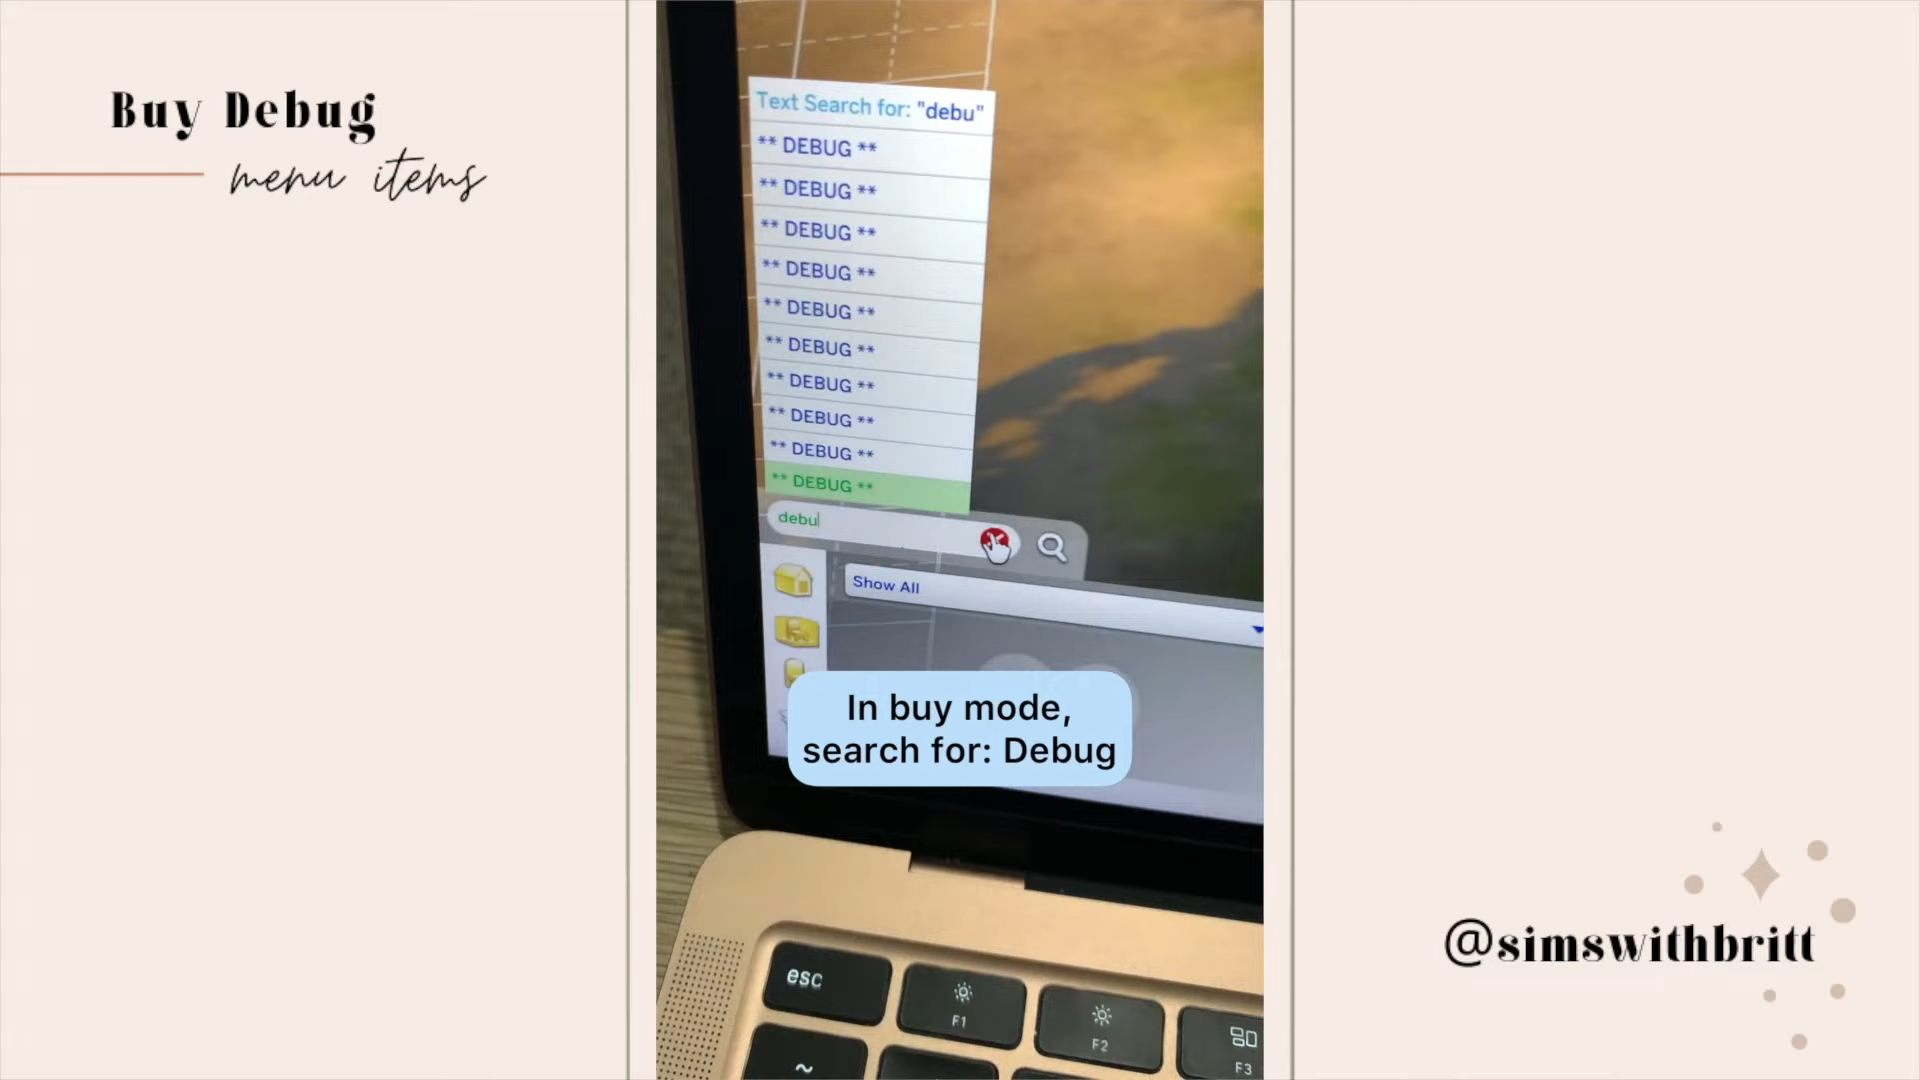 Buy Debug
menu items
Text Search for: "debu"
** DEBUG **
** DEBUG **
** DEBUG **
** DEBUG **
** DEBUG **
** DEBUG **
** DEBUG **
** DEBUG **
** DEBUG **
** DEBUG **
debu
Show All
In buy mode,
search for: Debug
esc
F1
F2
F3
~
@simswithbritt